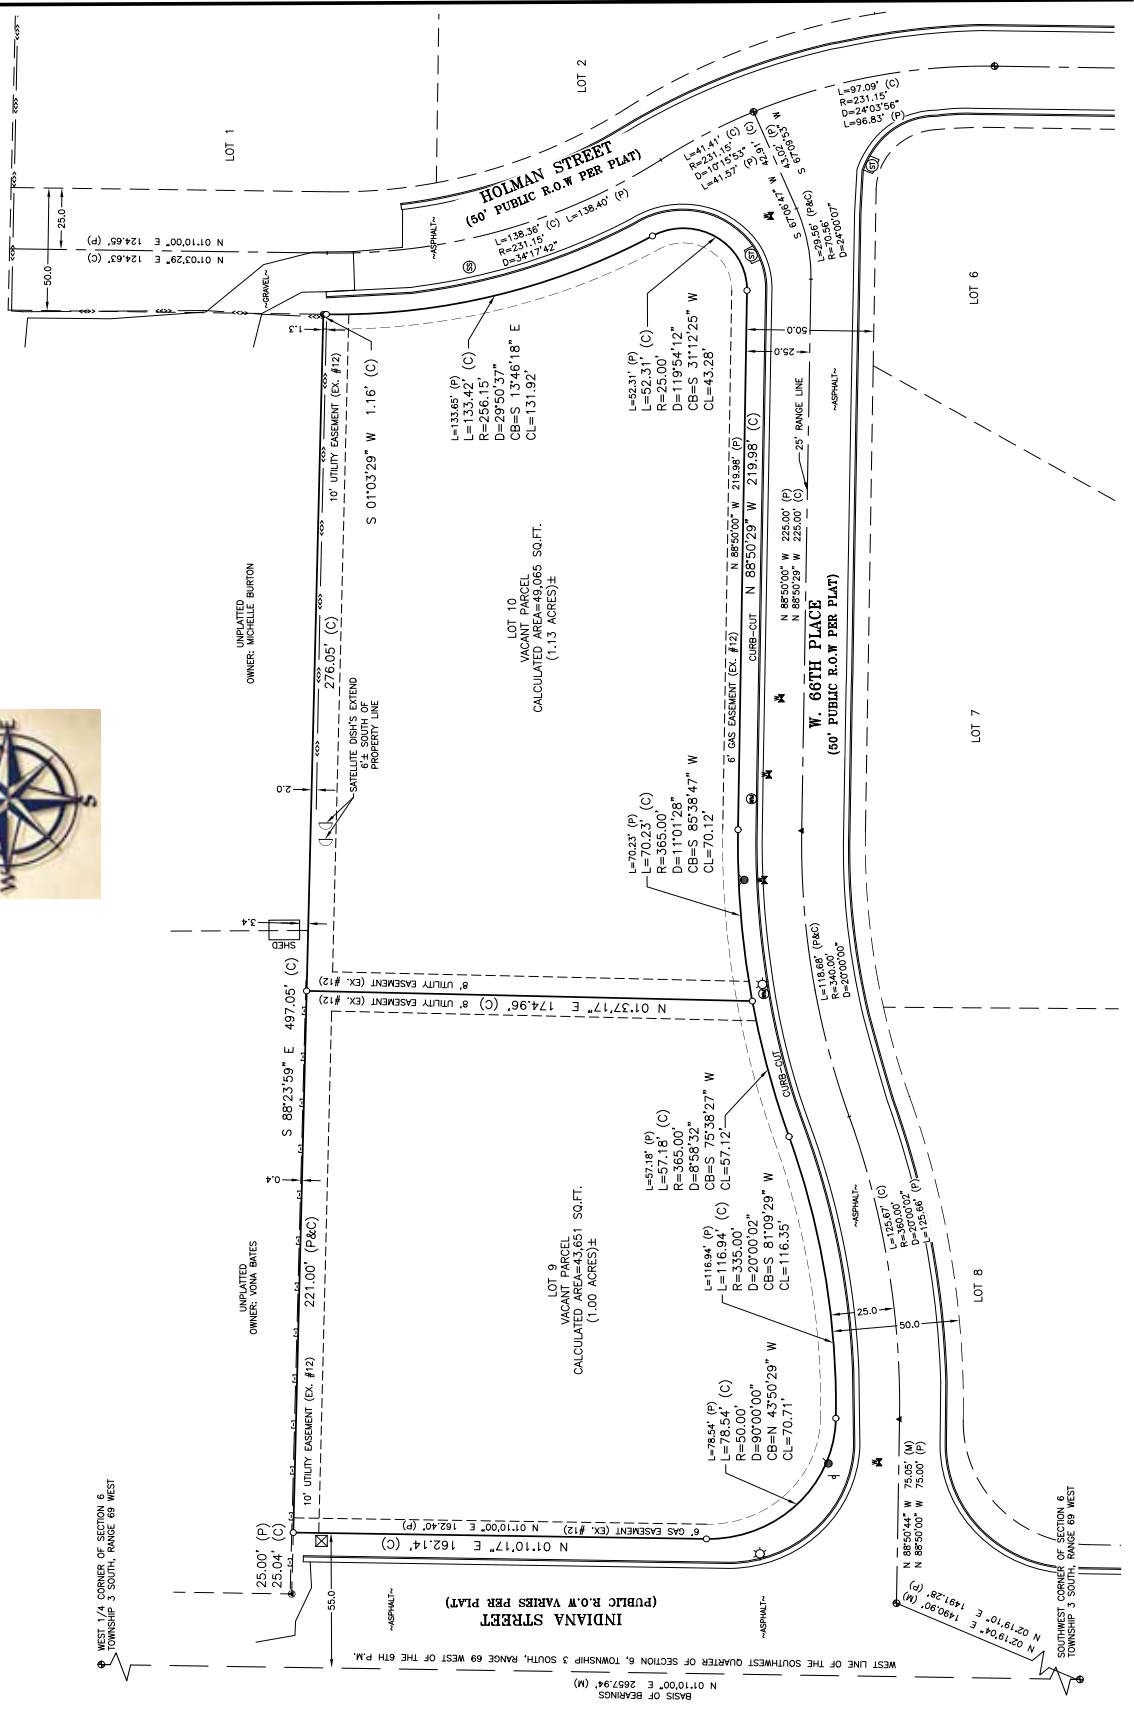 LOT 1
LOT 2
HOLMAN STREET
(50' PUBLIC R.O.W PER PLAT)
L=97.09' (C)
R=231.15'
D=24°03'56"
L=96.83' (P)
L=41.41' (C)
R=231.15'
D=10°15'53"
L=41.57' (P)
42.91' (C)
43.02' (P)
S 67°09'53" W
S 67°06'47" W
L=29.56' (P&C)
R=70.56'
D=24°00'07"
L=138.36' (C) L=138.40' (P)
R=231.15'
D=34°17'42"
~ASPHALT~
~GRAVEL~
25.0
50.0
N 01°10'00" E 124.65' (P)
N 01°03'29" E 124.63' (C)
1.3
SS
ST
ST
LOT 6
S 01°03'29" W 1.16' (C)
10' UTILITY EASEMENT (EX. #12)
L=133.65' (P)
L=133.42' (C)
R=256.15'
D=29°50'37"
CB=S 13°46'18" E
CL=131.92'
L=52.31' (P)
L=52.31' (C)
R=25.00'
D=119°54'12"
CB=S 31°12'25" W
CL=43.28'
50.0
25.0
25' RANGE LINE
~ASPHALT~
N 88°50'00" W 219.98' (P)
N 88°50'29" W 219.98' (C)
N 88°50'00" W 225.00' (P)
N 88°50'29" W 225.00' (C)
UNPLATTED
OWNER: MICHELLE BURTON
276.05' (C)
LOT 10
VACANT PARCEL
CALCULATED AREA=49,065 SQ.FT.
(1.13 ACRES)±
CURB-CUT
6' GAS EASEMENT (EX. #12)
W. 66TH PLACE
(50' PUBLIC R.O.W PER PLAT)
LOT 7
SATELLITE DISH'S EXTEND
6'± SOUTH OF
PROPERTY LINE
2.0
E
S
W
L=70.23' (P)
L=70.23' (C)
R=365.00'
D=11°01'28"
CB=S 85°38'47" W
CL=70.12'
3.4
SHED
S 88°23'59" E 497.05' (C)
8' UTILITY EASEMENT (EX. #12)
8' UTILITY EASEMENT (EX. #12)
N 01°37'17" E 174.96' (C)
L=118.68' (P&C)
R=340.00'
D=20°00'00"
CURB-CUT
L=57.18' (P)
L=57.18' (C)
R=365.00'
D=8°58'32"
CB=S 75°38'27" W
CL=57.12'
0.4
UNPLATTED
OWNER: VONA BATES
221.00' (P&C)
LOT 9
VACANT PARCEL
CALCULATED AREA=43,651 SQ.FT.
(1.00 ACRES)±
L=116.94' (P)
L=116.94' (C)
R=335.00'
D=20°00'02"
CB=S 81°09'29" W
CL=116.35'
~ASPHALT~
L=125.67' (C)
R=360.00'
D=20°00'02"
L=125.66' (P)
LOT 8
25.0
50.0
10' UTILITY EASEMENT (EX. #12)
L=78.54' (P)
L=78.54' (C)
R=50.00'
D=90°00'00"
CB=N 43°50'29" W
CL=70.71'
N 88°50'44" W 75.05' (M)
N 88°50'00" W 75.00' (P)
6' GAS EASEMENT (EX. #12) N 01°10'00" E 162.40' (P)
N 01°10'17" E 162.14' (C)
25.00' (P)
25.04' (C)
55.0
~ASPHALT~
INDIANA STREET
(PUBLIC R.O.W VARIES PER PLAT)
~ASPHALT~
N 02°19'04" E 1490.90' (M)
N 02°19'10" E 1491.28' (P)
WEST 1/4 CORNER OF SECTION 6
TOWNSHIP 3 SOUTH, RANGE 69 WEST
SOUTHWEST CORNER OF SECTION 6
TOWNSHIP 3 SOUTH, RANGE 69 WEST
WEST LINE OF THE SOUTHWEST QUARTER OF SECTION 6, TOWNSHIP 3 SOUTH, RANGE 69 WEST OF THE 6TH P.M.
N 01°10'00" E 2657.94' (M)
BASIS OF BEARINGS